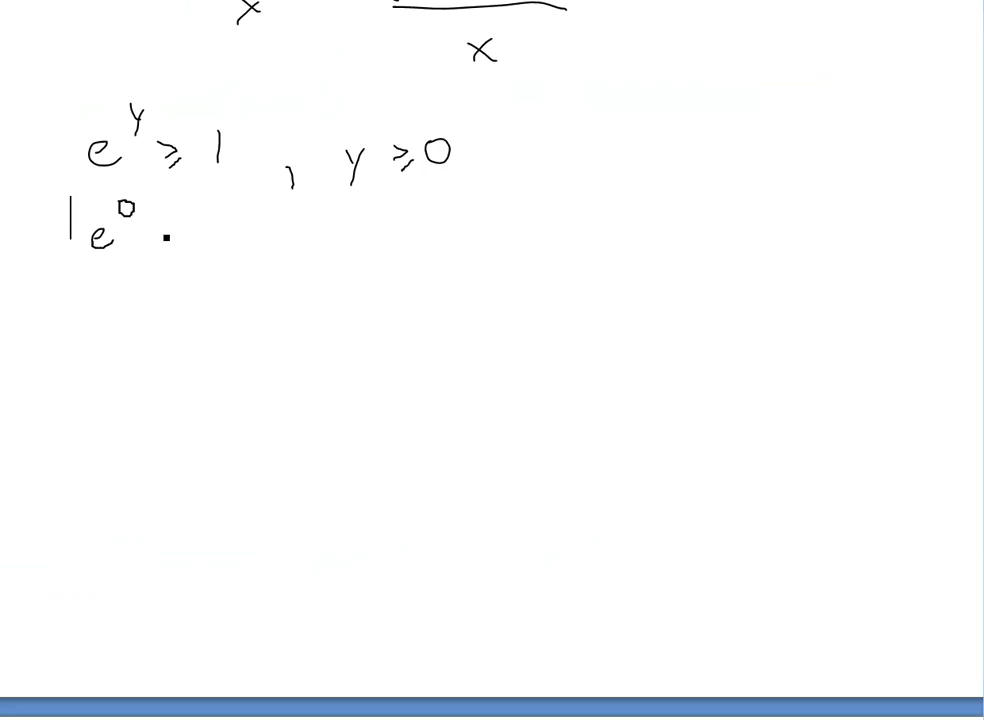 x
x
e^y ⩾ 1 , y ⩾ 0
| e^0 .